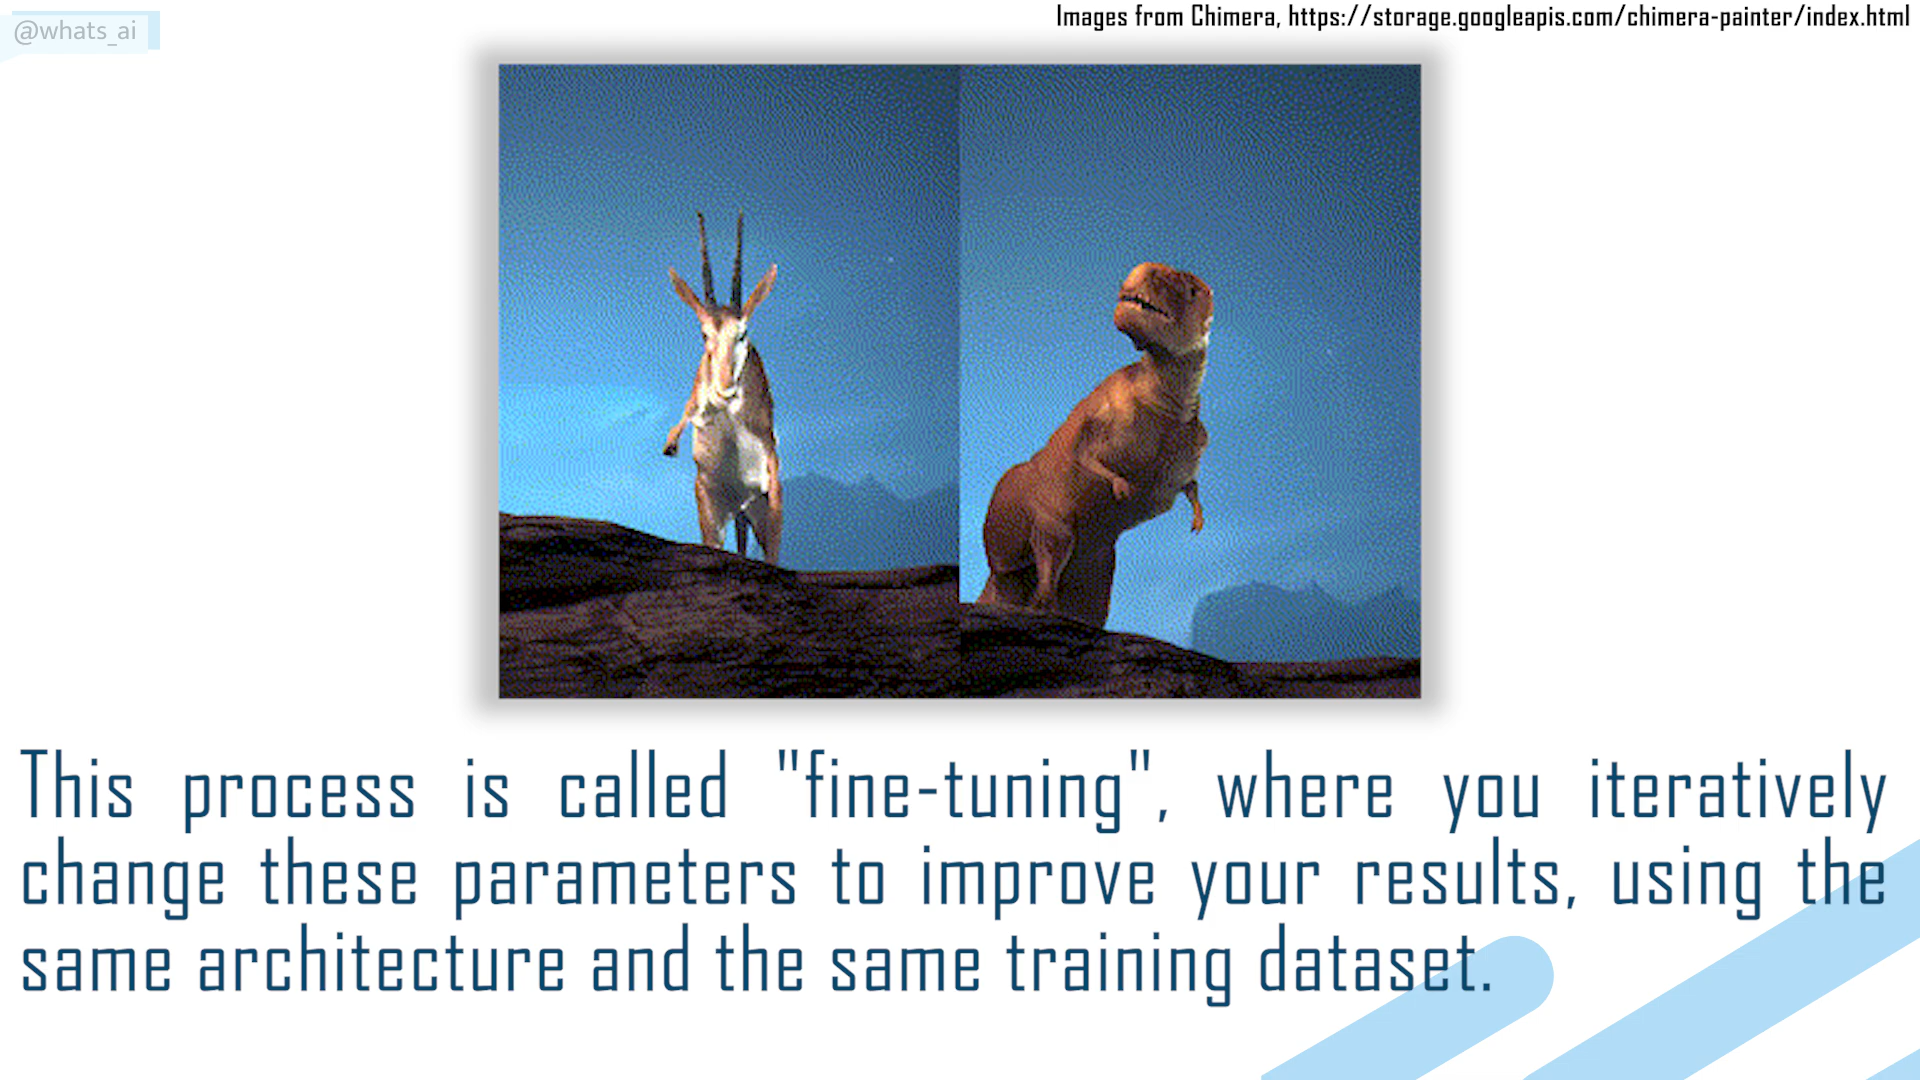 @whats_ai
Images from Chimera, https://storage.googleapis.com/chimera-painter/index.html
This process is called "fine-tuning", where you iteratively
change these parameters to improve your results, using the
same architecture and the same training dataset.